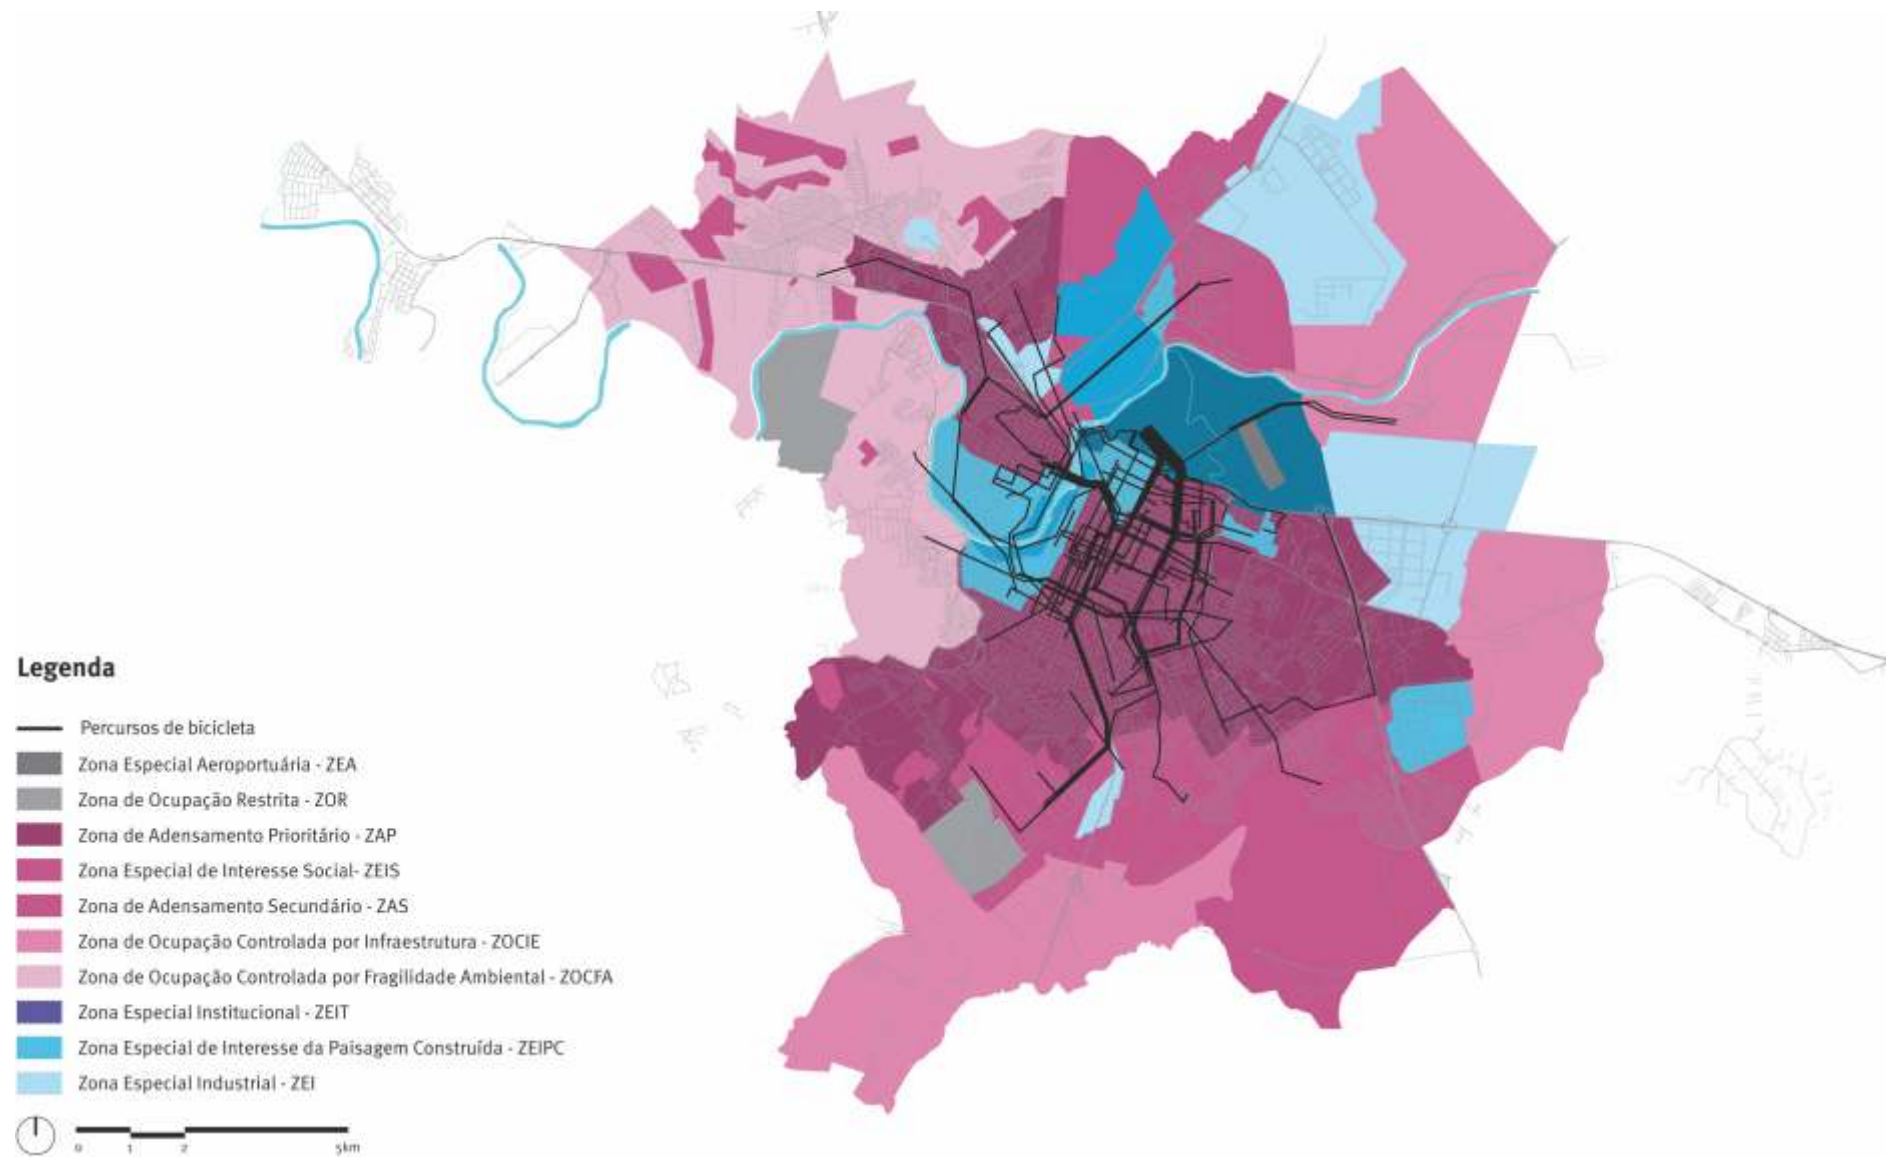 Legenda
Percursos de bicicleta
Zona Especial Aeroportuária - ZEA
Zona de Ocupação Restrita - ZOR
Zona de Adensamento Prioritário - ZAP
Zona Especial de Interesse Social- ZEIS
Zona de Adensamento Secundário - ZAS
Zona de Ocupação Controlada por Infraestrutura - ZOCIE
Zona de Ocupação Controlada por Fragilidade Ambiental - ZOCFA
Zona Especial Institucional - ZEIT
Zona Especial de Interesse da Paisagem Construída - ZEIPC
Zona Especial Industrial - ZEI
0 1 2 5km